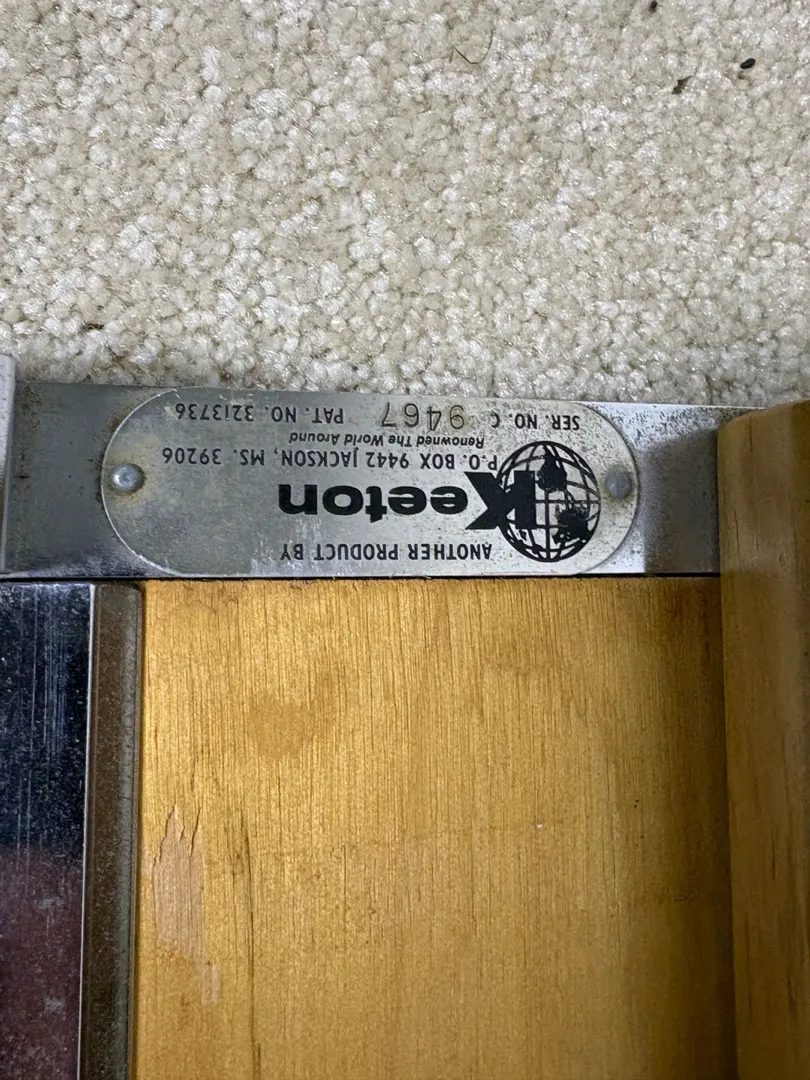 ANOTHER PRODUCT BY
Keeton
P.O. BOX 9442 JACKSON, MS. 39206
Renowned The World Around
SER. NO. C 9467 PAT. NO. 3213736